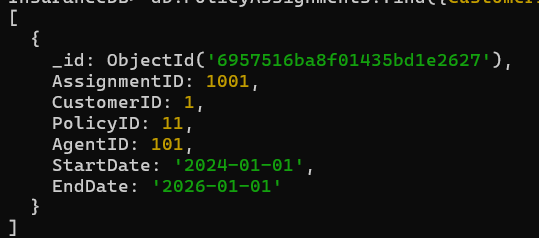 InsuranceDB> db.PolicyAssignments.find({Customer
[
  {
    _id: ObjectId('6957516ba8f01435bd1e2627'),
    AssignmentID: 1001,
    CustomerID: 1,
    PolicyID: 11,
    AgentID: 101,
    StartDate: '2024-01-01',
    EndDate: '2026-01-01'
  }
]